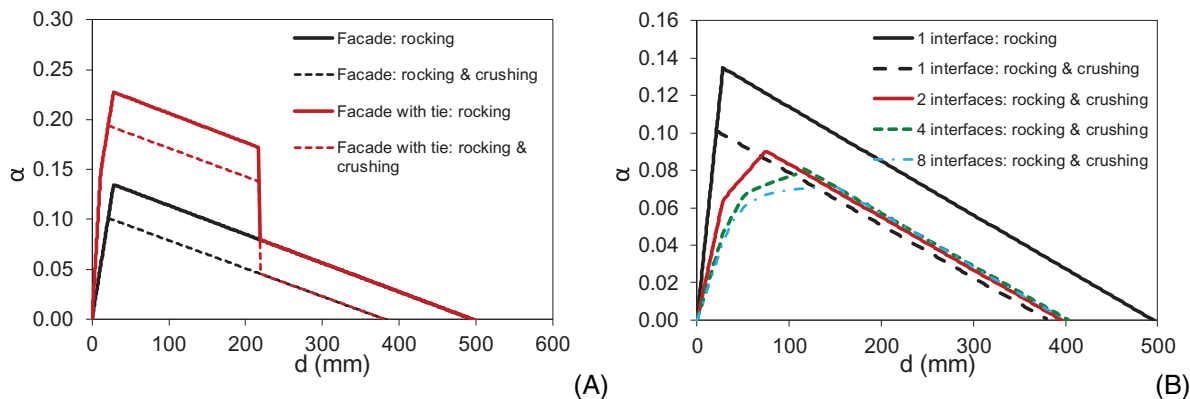 0.30
0.25
0.20
0.15
0.10
0.05
0.00
α
0
100
200
300
400
500
600
d (mm)
Facade: rocking
Facade: rocking & crushing
Facade with tie: rocking
Facade with tie: rocking &
crushing
(A)
0.16
0.14
0.12
0.10
0.08
0.06
0.04
0.02
0.00
α
0
100
200
300
400
500
d (mm)
1 interface: rocking
1 interface: rocking & crushing
2 interfaces: rocking & crushing
4 interfaces: rocking & crushing
8 interfaces: rocking & crushing
(B)